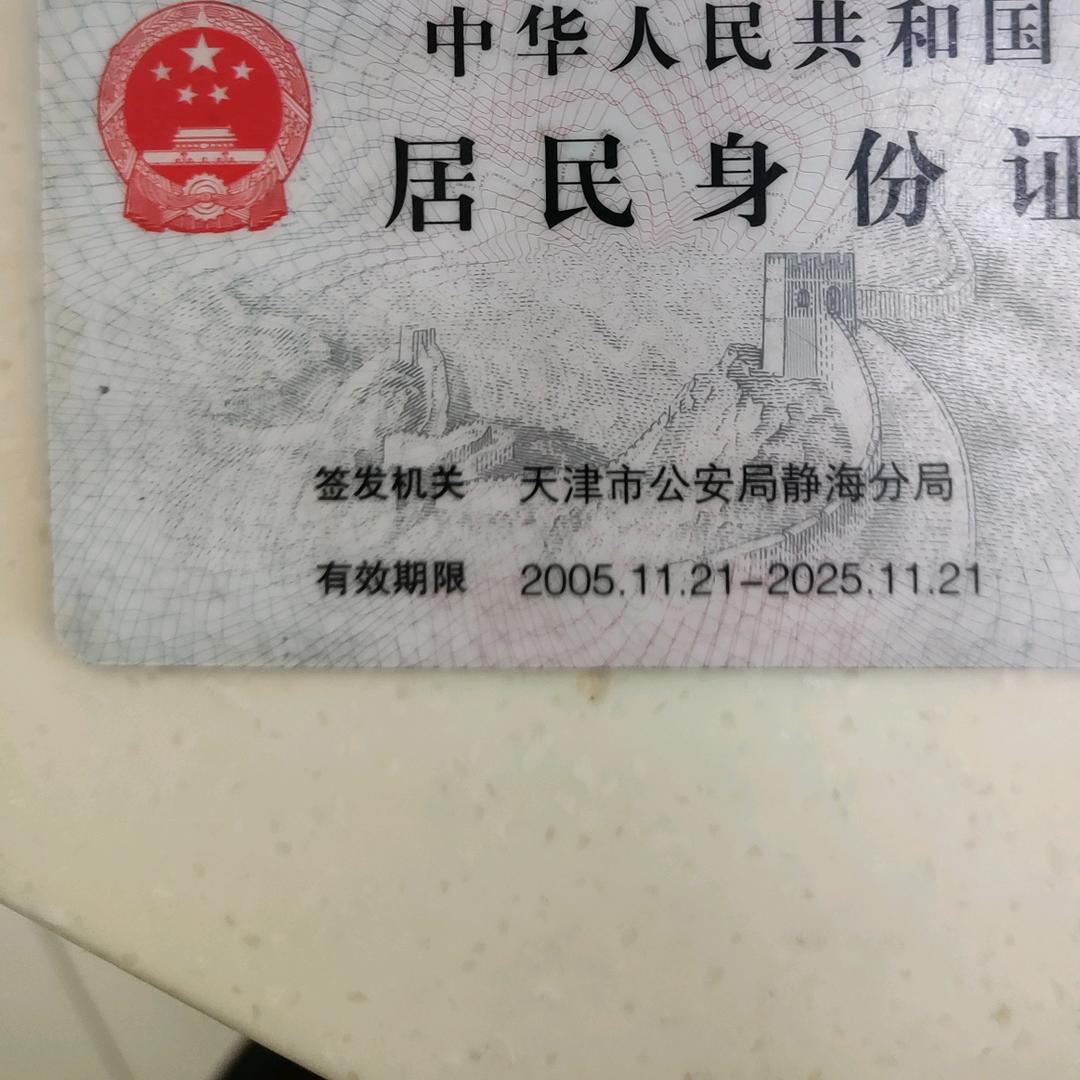 中华人民共和国
居民身份证
签发机关 天津市公安局静海分局
有效期限 2005.11.21-2025.11.21